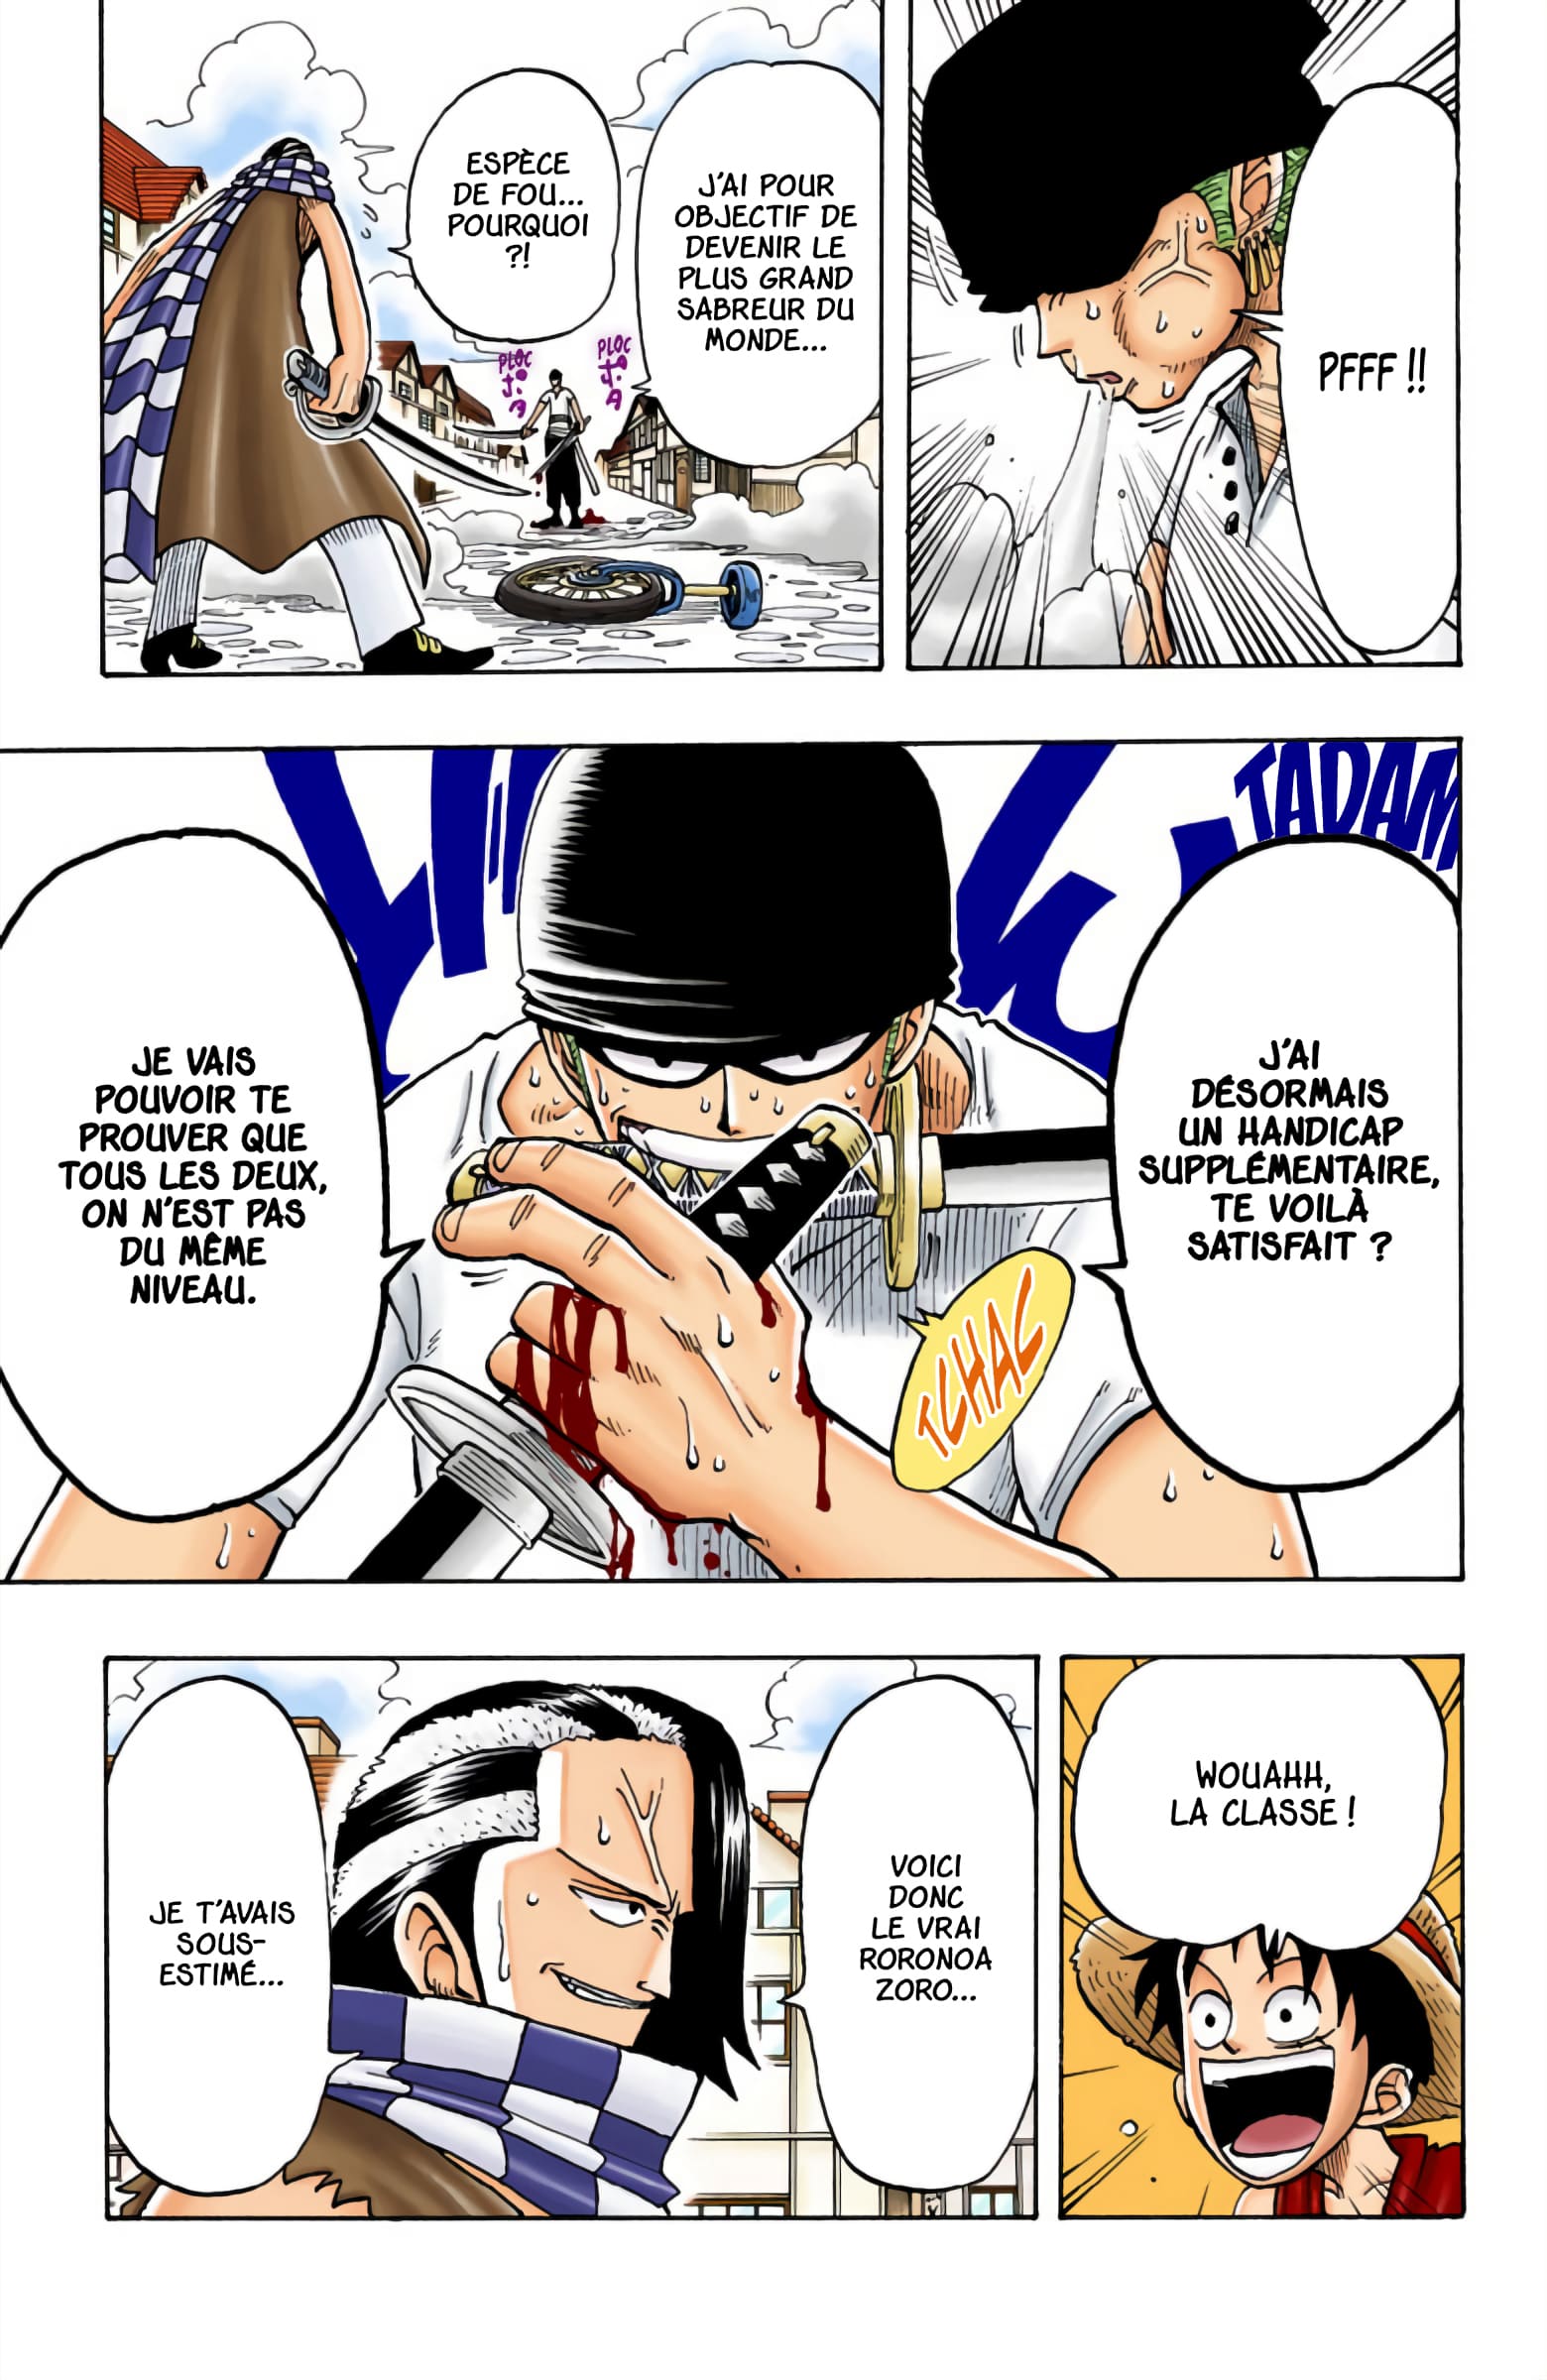 PFFF !!
J'AI POUR
OBJECTIF DE
DEVENIR LE
PLUS GRAND
SABREUR DU
MONDE...
ESPÈCE
DE FOU...
POURQUOI
?!
PLOC
PLOC
TADAM
J'AI
DÉSORMAIS
UN HANDICAP
SUPPLÉMENTAIRE,
TE VOILÀ
SATISFAIT ?
TCHAC
JE VAIS
POUVOIR TE
PROUVER QUE
TOUS LES DEUX,
ON N'EST PAS
DU MÊME
NIVEAU.
WOUAHH,
LA CLASSE !
VOICI
DONC
LE VRAI
RORONOA
ZORO...
JE T'AVAIS
SOUS-
ESTIMÉ...